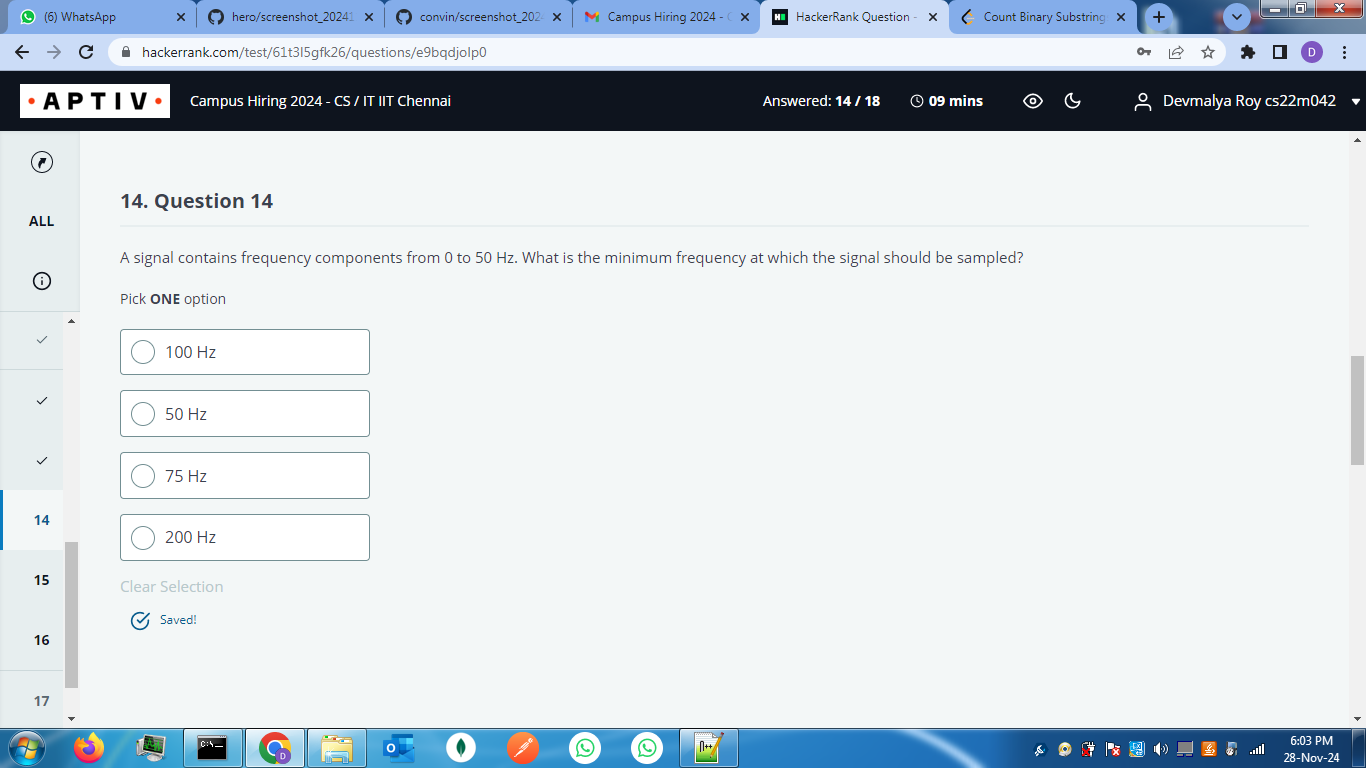 (6) WhatsApp
hero/screenshot_20241
convin/screenshot_202
Campus Hiring 2024 - C
HackerRank Question -
Count Binary Substring
hackerrank.com/test/61t3l5gfk26/questions/e9bqdjolp0
D
• A P T I V •
Campus Hiring 2024 - CS / IT IIT Chennai
Answered: 14 / 18
09 mins
Devmalya Roy cs22m042
ALL
14
15
16
17
14. Question 14
A signal contains frequency components from 0 to 50 Hz. What is the minimum frequency at which the signal should be sampled?
Pick ONE option
100 Hz
50 Hz
75 Hz
200 Hz
Clear Selection
Saved!
6:03 PM
28-Nov-24